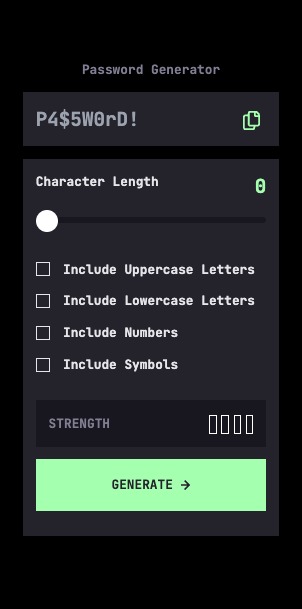 Password Generator
P4$5W0rD!
Character Length
0
Include Uppercase Letters
Include Lowercase Letters
Include Numbers
Include Symbols
STRENGTH
GENERATE →